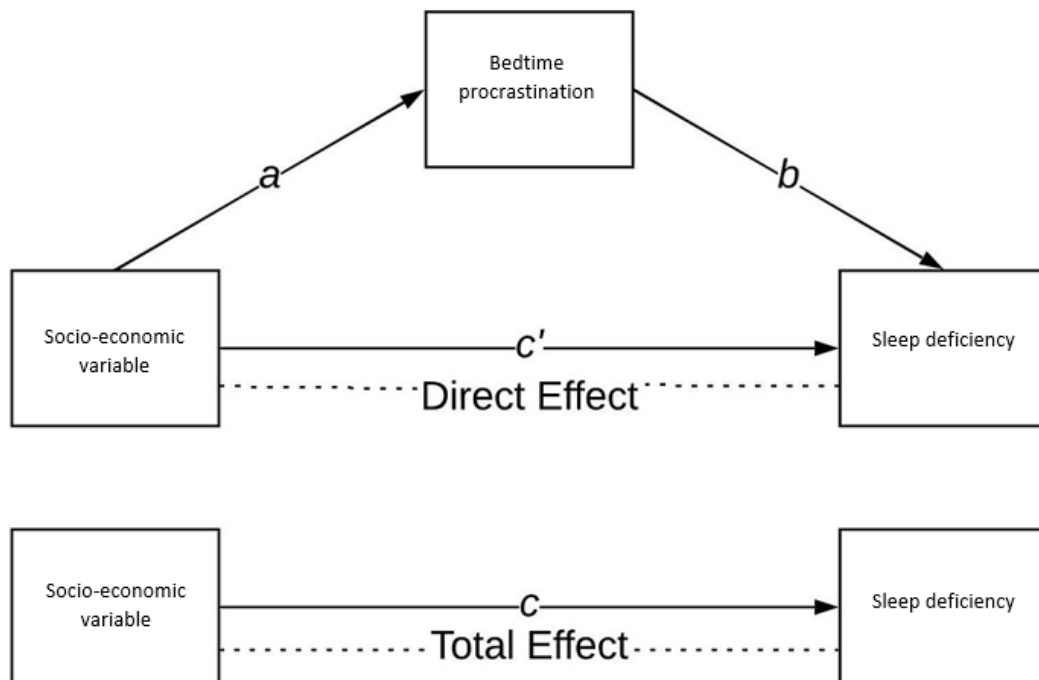 Bedtime
procrastination
a
b
Socio-economic
variable
c'
Sleep deficiency
Direct Effect
Socio-economic
variable
c
Sleep deficiency
Total Effect